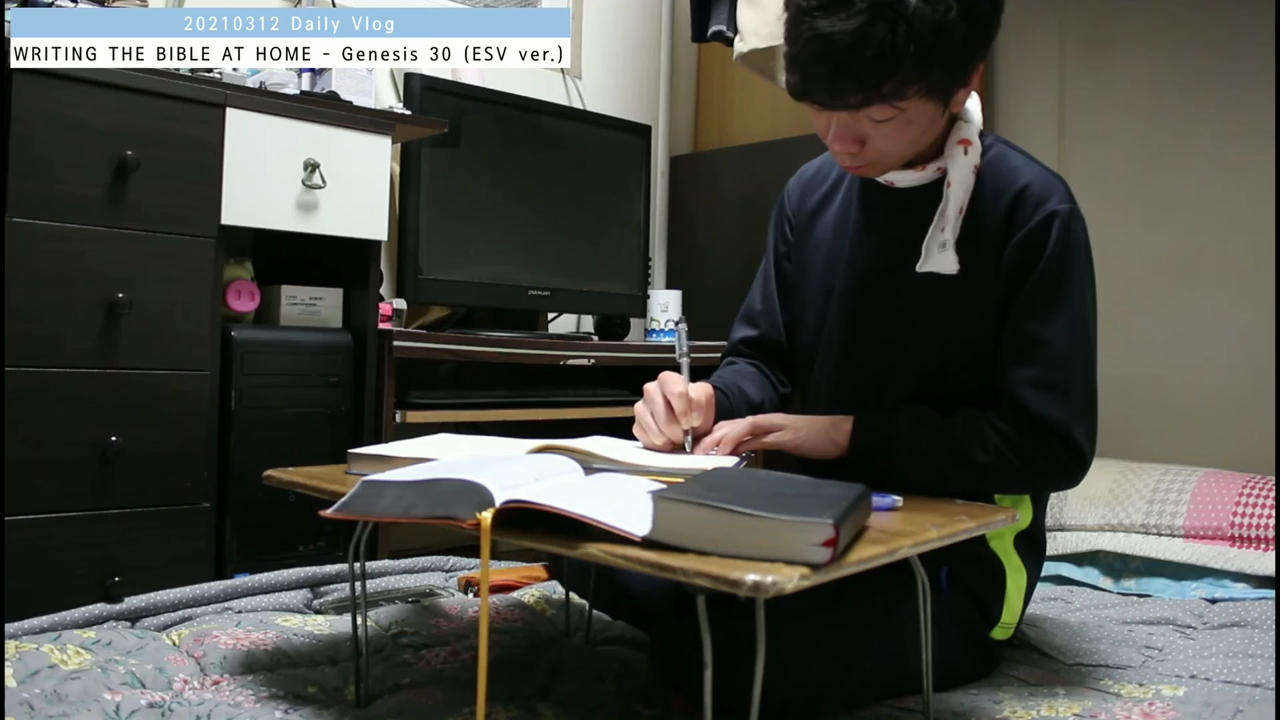 20210312 Daily Vlog
WRITING THE BIBLE AT HOME - Genesis 30 (ESV ver.)